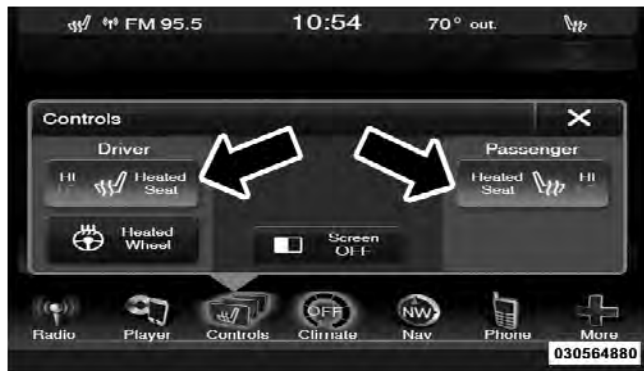 FM 95.5 10:54 70° out.
Controls
Driver Passenger
HI Heated Seat Heated Seat HI
Heated Wheel Screen OFF
OFF NW
Radio Player Controls Climate Nav Phone More
030564880